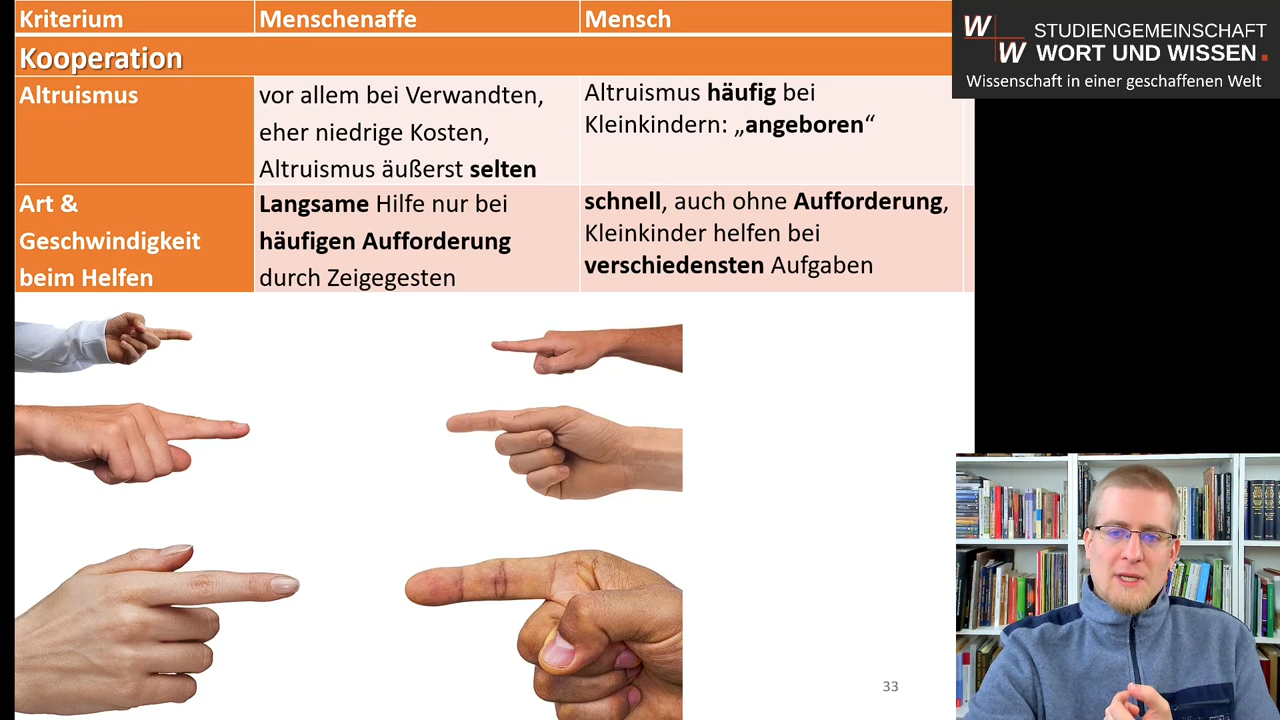 Kriterium Menschenaffe Mensch
Kooperation
Altruismus
vor allem bei Verwandten,
eher niedrige Kosten,
Altruismus äußerst selten
Altruismus häufig bei
Kleinkindern: „angeboren“
Art &
Geschwindigkeit
beim Helfen
Langsame Hilfe nur bei
häufigen Aufforderung
durch Zeigegesten
schnell, auch ohne Aufforderung,
Kleinkinder helfen bei
verschiedensten Aufgaben
W W
STUDIENGEMEINSCHAFT
WORT UND WISSEN.
Wissenschaft in einer geschaffenen Welt
33